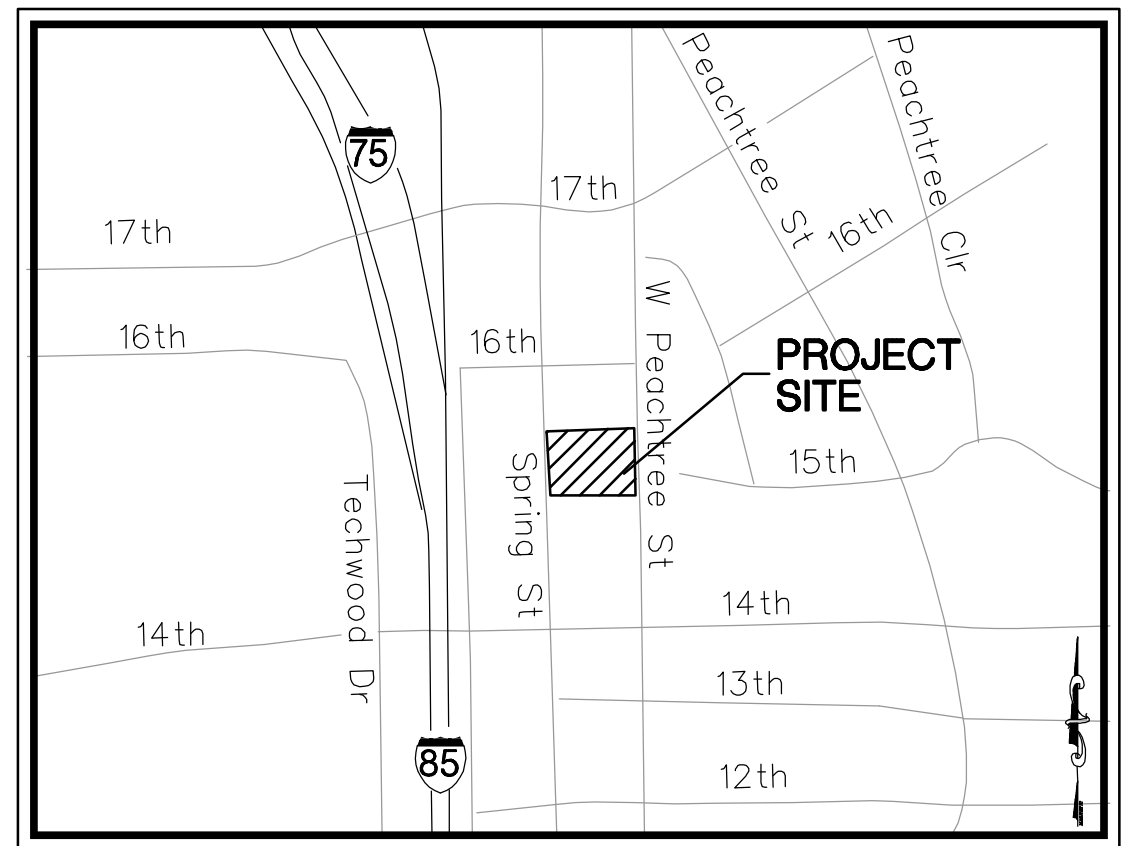 Peachtree St
Peachtree Clr
75
17th
17th
16th
16th
16th
W Peachtree St
PROJECT
SITE
Spring St
15th
Techwood Dr
14th
14th
13th
85
12th